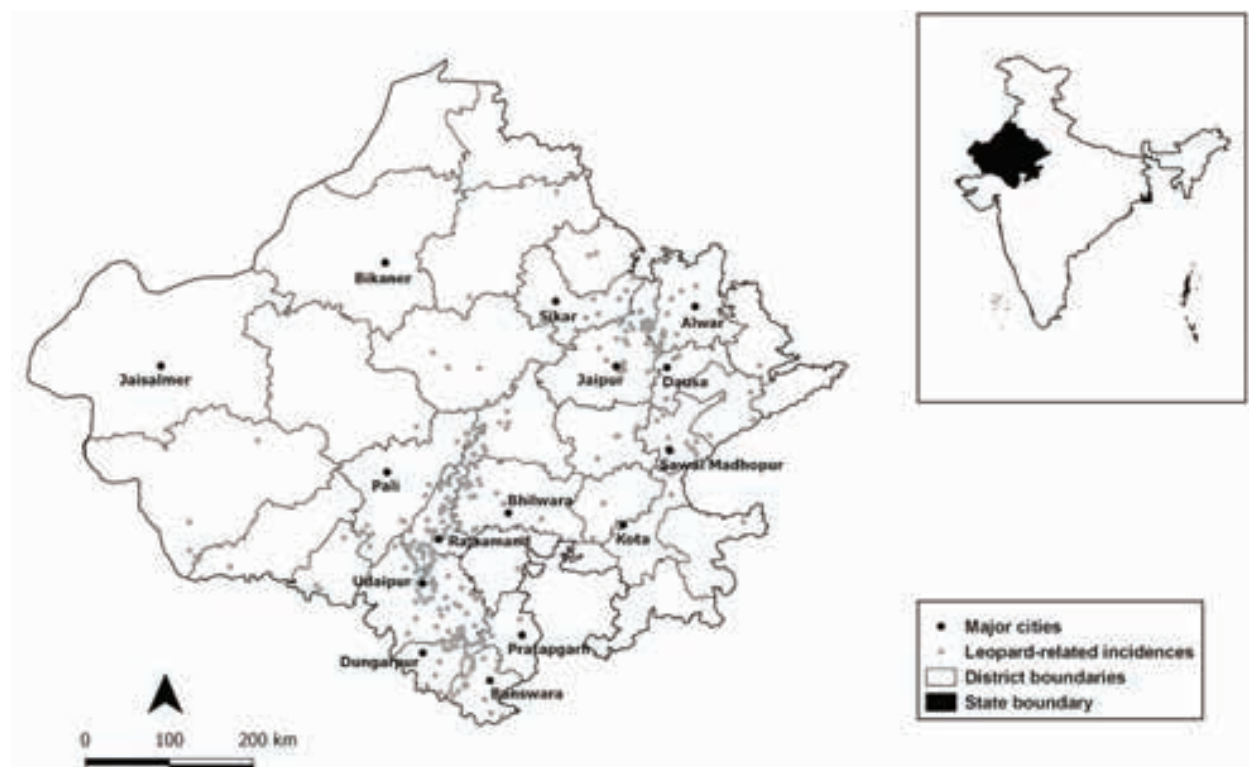 Bikaner
Sikar
Alwar
Jaisalmer
Jaipur
Dausa
Sawai Madhopur
Pali
Bhilwara
Rajsamand
Kota
Udaipur
Pratapgarh
Dungarpur
Banswara
0 100 200 km
Major cities
Leopard-related incidences
District boundaries
State boundary